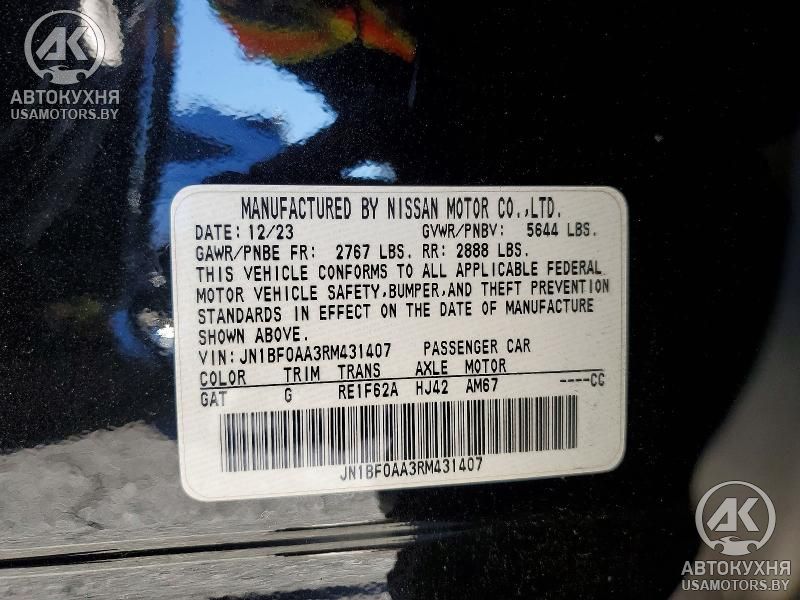 AK
АВТОКУХНЯ
USAMOTORS.BY
MANUFACTURED BY NISSAN MOTOR CO.,LTD.
DATE: 12/23 GVWR/PNBV: 5644 LBS.
GAWR/PNBE FR: 2767 LBS. RR: 2888 LBS.
THIS VEHICLE CONFORMS TO ALL APPLICABLE FEDERAL
MOTOR VEHICLE SAFETY,BUMPER,AND THEFT PREVENTION
STANDARDS IN EFFECT ON THE DATE OF MANUFACTURE
SHOWN ABOVE.
VIN:JN1BF0AA3RM431407 PASSENGER CAR
COLOR TRIM TRANS AXLE MOTOR
GAT G RE1F62A HJ42 AM67 ----CC
JN1BF0AA3RM431407
AK
АВТОКУХНЯ
USAMOTORS.BY